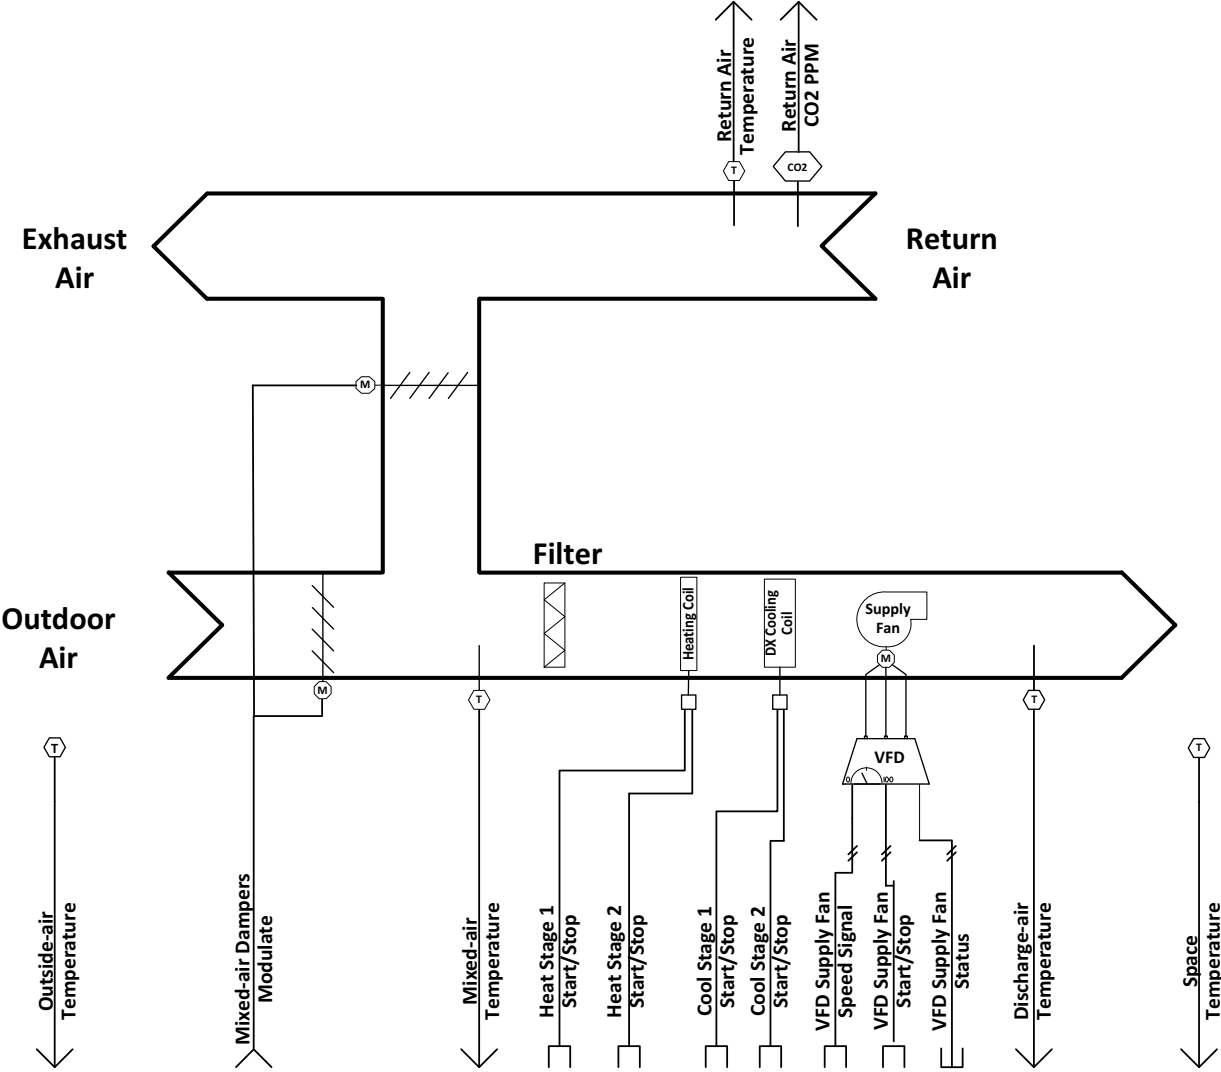 Return Air
Temperature
Return Air
CO2 PPM
T
CO2
Exhaust
Air
Return
Air
M
Filter
Outdoor
Air
Heating Coil
DX Cooling
Coil
Supply
Fan
M
M
T
T
T
T
VFD
0
100
Outside-air
Temperature
Mixed-air Dampers
Modulate
Mixed-air
Temperature
Heat Stage 1
Start/Stop
Heat Stage 2
Start/Stop
Cool Stage 1
Start/Stop
Cool Stage 2
Start/Stop
VFD Supply Fan
Speed Signal
VFD Supply Fan
Start/Stop
VFD Supply Fan
Status
Discharge-air
Temperature
Space
Temperature